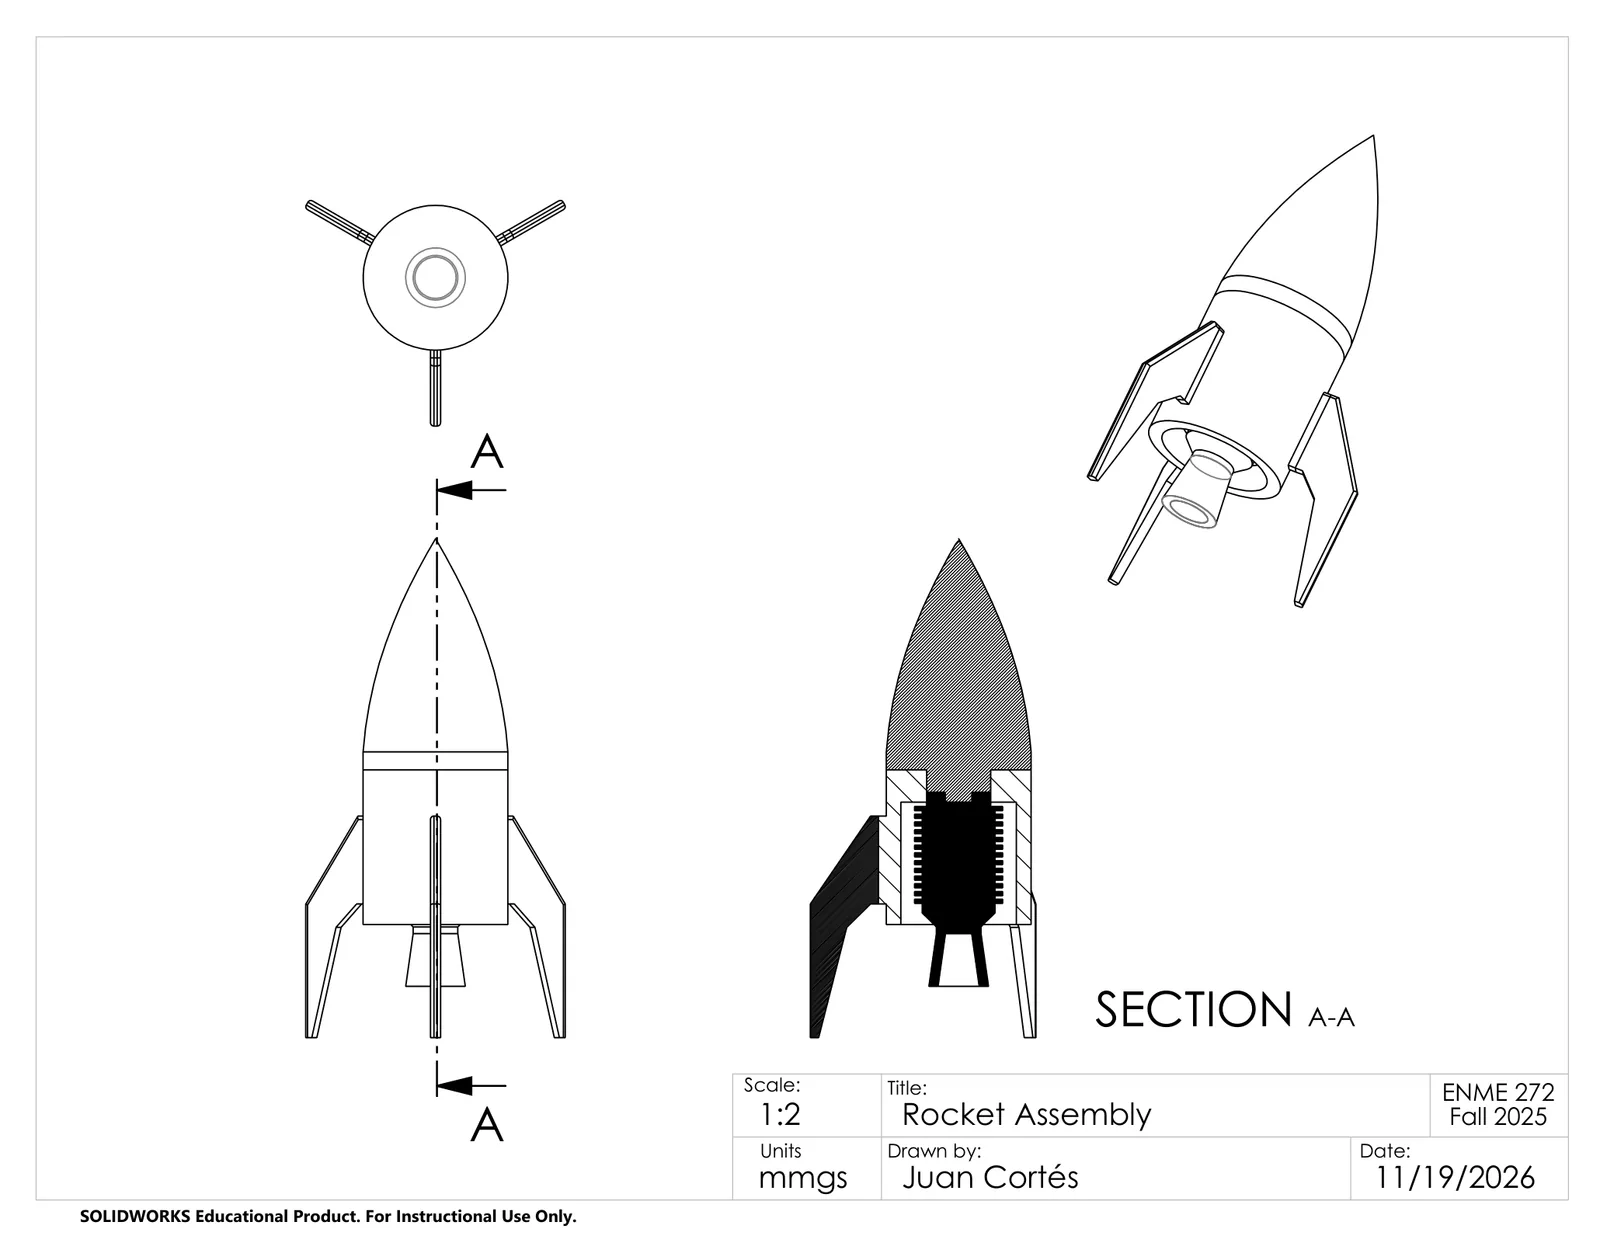 A
A
SECTION A-A
Scale:
1:2
Title:
Rocket Assembly
ENME 272
Fall 2025
Units
mmgs
Drawn by:
Juan Cortés
Date:
11/19/2026
SOLIDWORKS Educational Product. For Instructional Use Only.